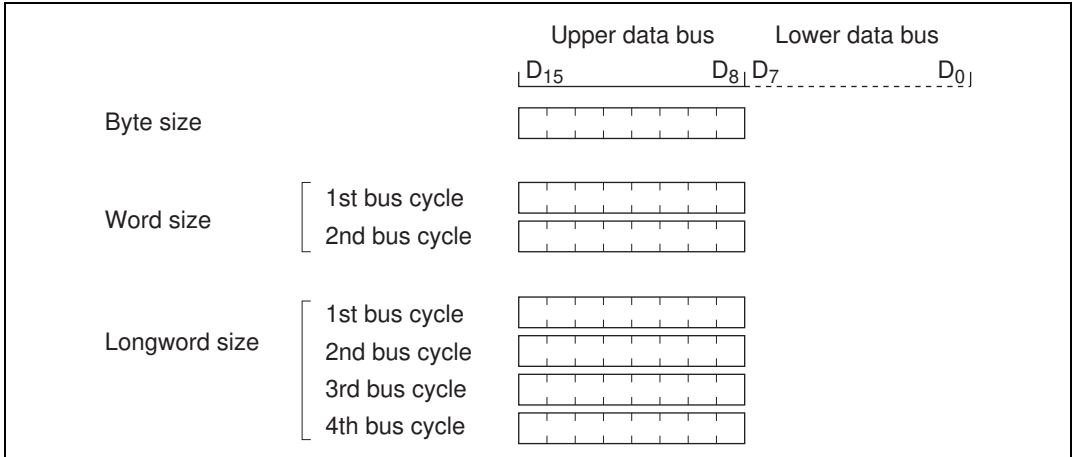 Upper data bus Lower data bus
D15 D8 D7 D0
Byte size
Word size
1st bus cycle
2nd bus cycle
Longword size
1st bus cycle
2nd bus cycle
3rd bus cycle
4th bus cycle